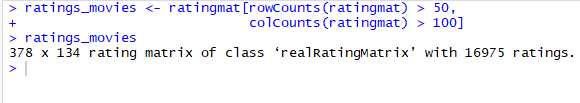 > ratings_movies <- ratingmat[rowCounts(ratingmat) > 50,
+                             colCounts(ratingmat) > 100]
> ratings_movies
378 x 134 rating matrix of class ‘realRatingMatrix’ with 16975 ratings.
>